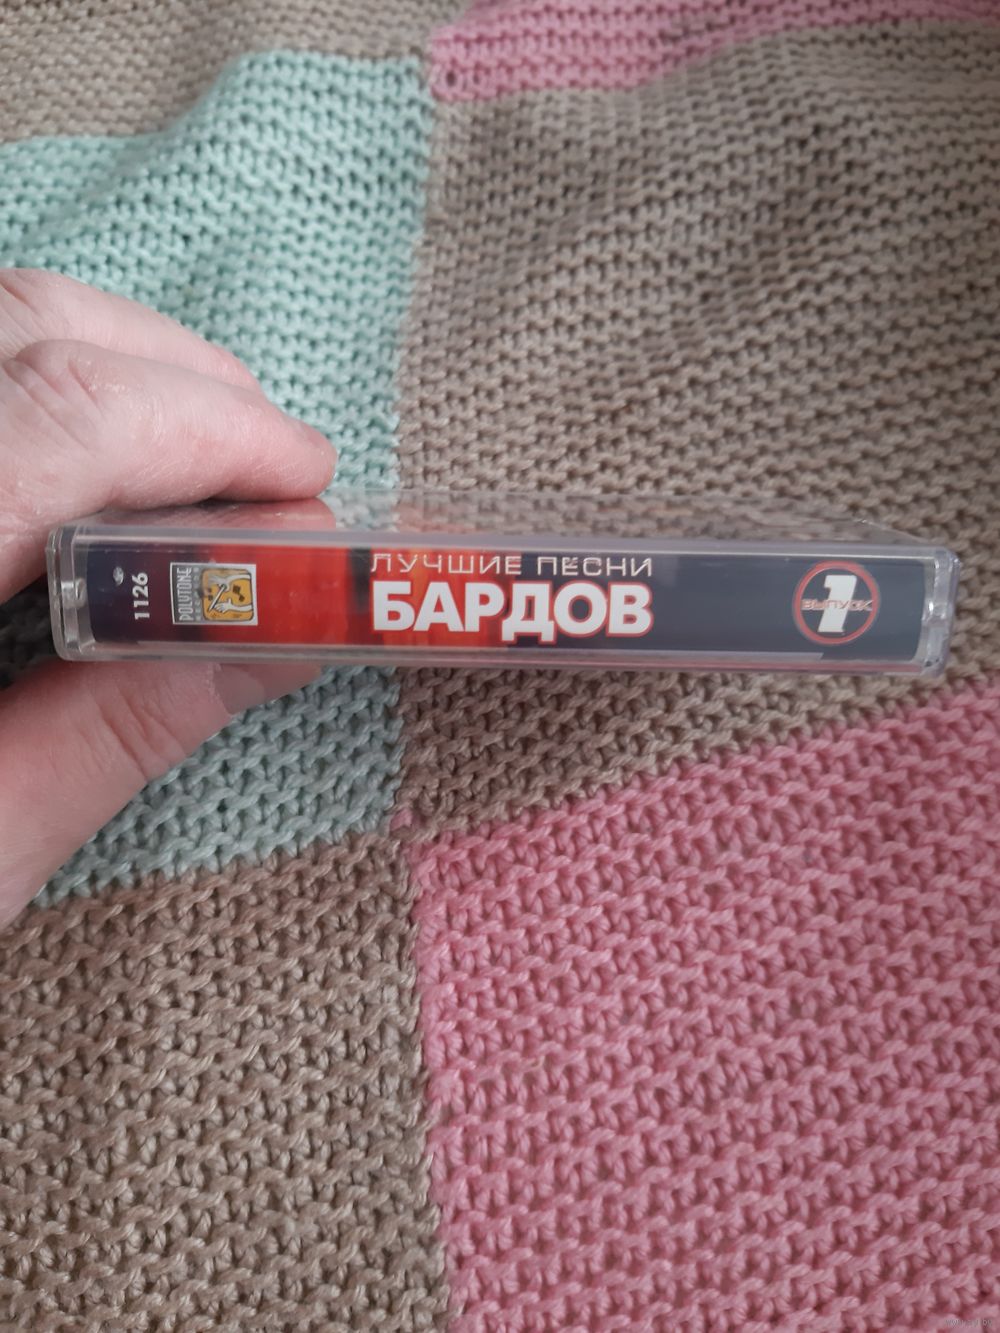 1126
POLYTONE
ЛУЧШИЕ ПЕСНИ
БАРДОВ
1
ВЫПУСК